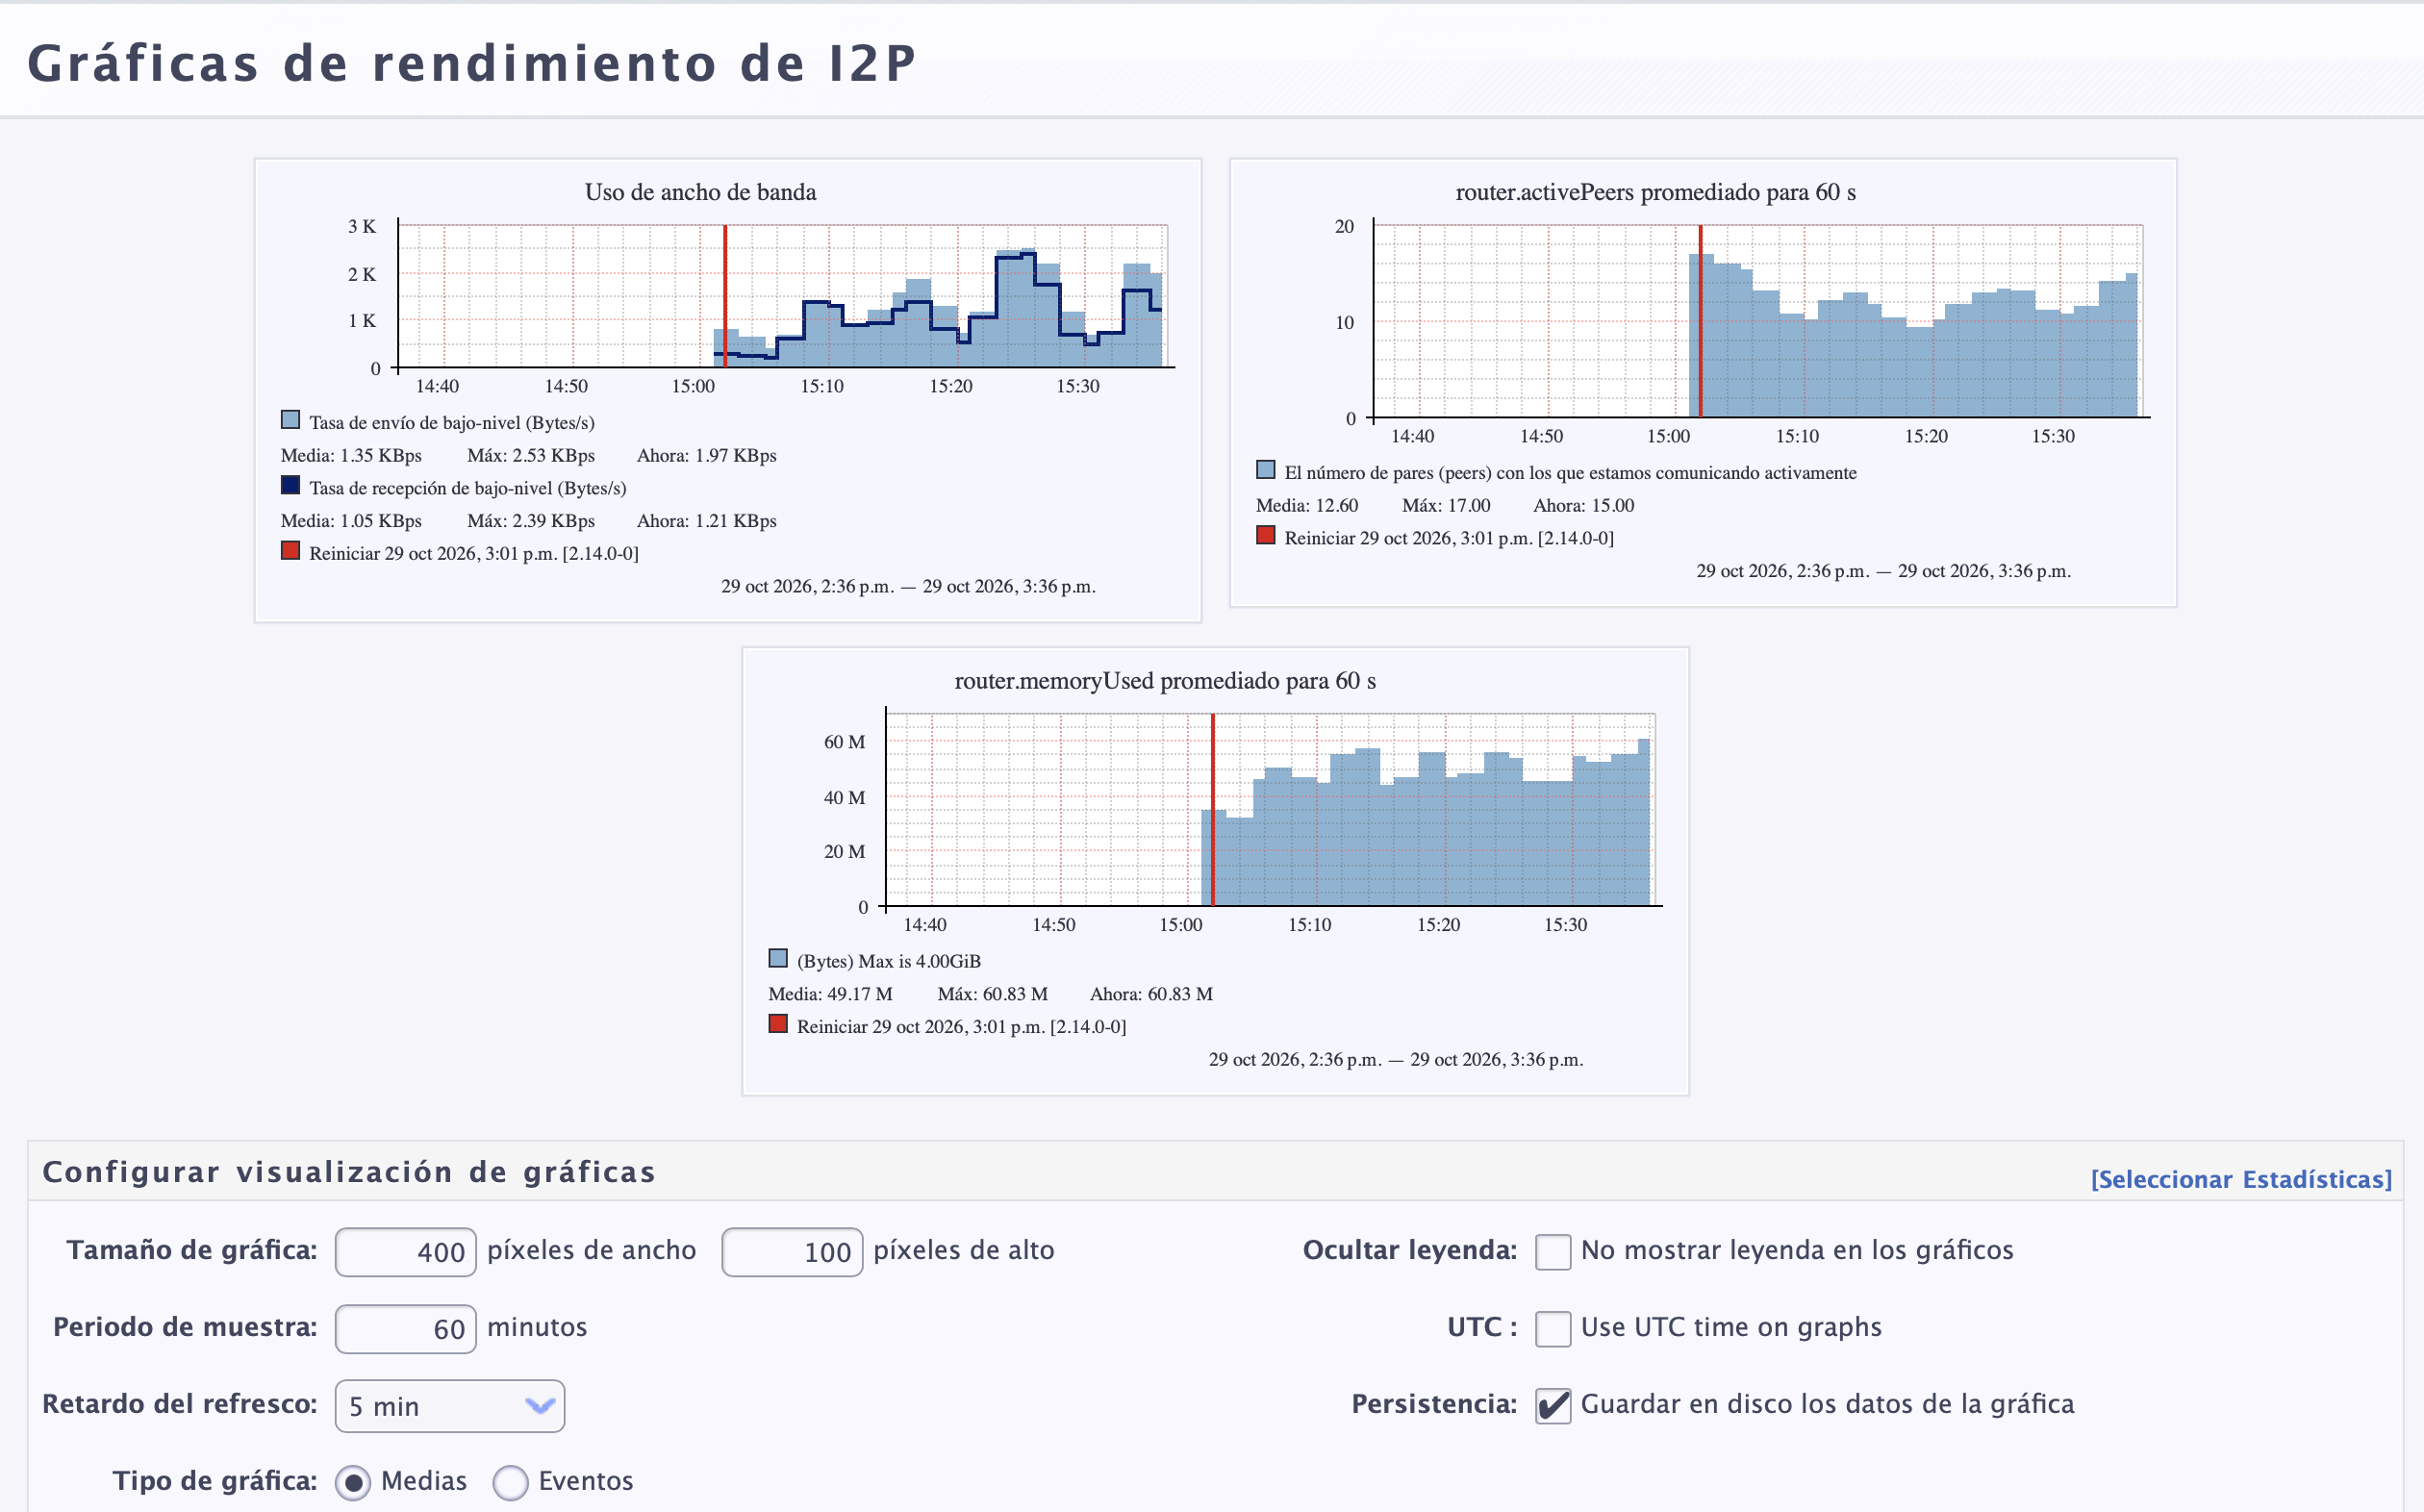 Gráficas de rendimiento de I2P
Uso de ancho de banda
3 K
2 K
1 K
0
14:40 14:50 15:00 15:10 15:20 15:30
Tasa de envío de bajo-nivel (Bytes/s)
Media: 1.35 KBps Máx: 2.53 KBps Ahora: 1.97 KBps
Tasa de recepción de bajo-nivel (Bytes/s)
Media: 1.05 KBps Máx: 2.39 KBps Ahora: 1.21 KBps
Reiniciar 29 oct 2026, 3:01 p.m. [2.14.0-0]
29 oct 2026, 2:36 p.m. — 29 oct 2026, 3:36 p.m.
router.activePeers promediado para 60 s
20
10
0
14:40 14:50 15:00 15:10 15:20 15:30
El número de pares (peers) con los que estamos comunicando activamente
Media: 12.60 Máx: 17.00 Ahora: 15.00
Reiniciar 29 oct 2026, 3:01 p.m. [2.14.0-0]
29 oct 2026, 2:36 p.m. — 29 oct 2026, 3:36 p.m.
router.memoryUsed promediado para 60 s
60 M
40 M
20 M
0
14:40 14:50 15:00 15:10 15:20 15:30
(Bytes) Max is 4.00GiB
Media: 49.17 M Máx: 60.83 M Ahora: 60.83 M
Reiniciar 29 oct 2026, 3:01 p.m. [2.14.0-0]
29 oct 2026, 2:36 p.m. — 29 oct 2026, 3:36 p.m.
Configurar visualización de gráficas [Seleccionar Estadísticas]
Tamaño de gráfica: 400 píxeles de ancho 100 píxeles de alto
Ocultar leyenda: No mostrar leyenda en los gráficos
Periodo de muestra: 60 minutos
UTC : Use UTC time on graphs
Retardo del refresco: 5 min
Persistencia: Guardar en disco los datos de la gráfica
Tipo de gráfica: Medias Eventos